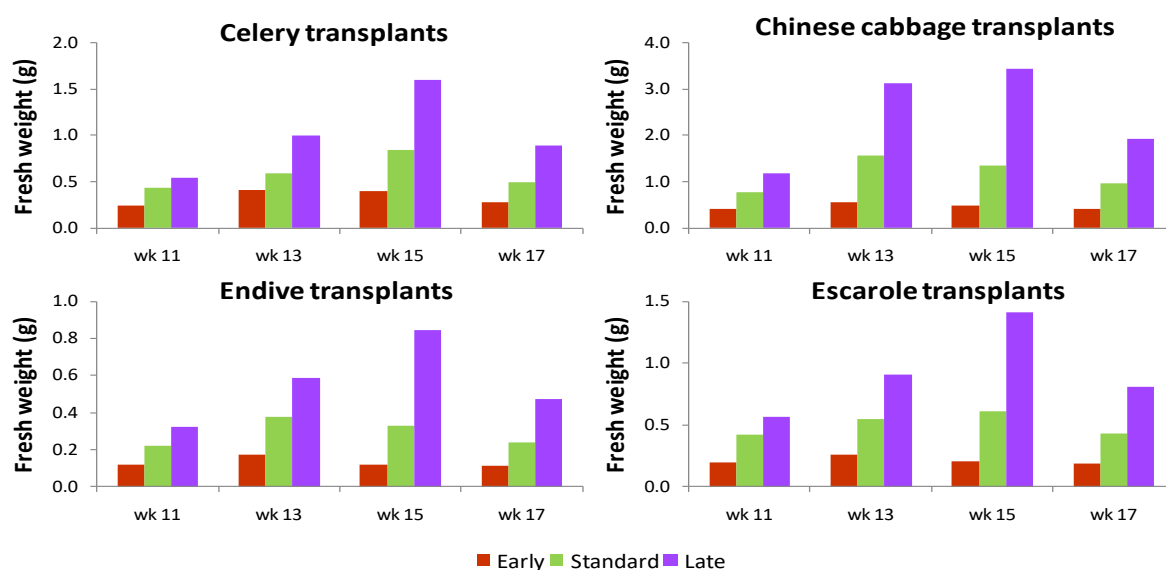 Celery transplants
Fresh weight (g)
2.0
1.5
1.0
0.5
0.0
wk 11 wk 13 wk 15 wk 17
Chinese cabbage transplants
Fresh weight (g)
4.0
3.0
2.0
1.0
0.0
wk 11 wk 13 wk 15 wk 17
Endive transplants
Fresh weight (g)
1.0
0.8
0.6
0.4
0.2
0.0
wk 11 wk 13 wk 15 wk 17
Escarole transplants
Fresh weight (g)
1.5
1.0
0.5
0.0
wk 11 wk 13 wk 15 wk 17
Early Standard Late